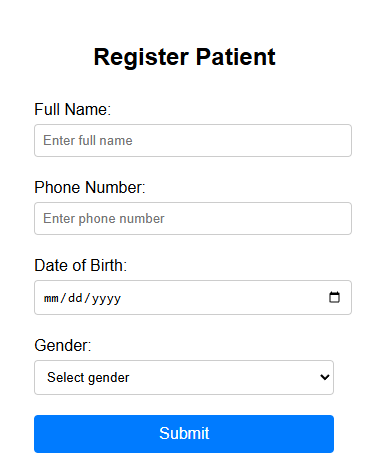 Register Patient
Full Name:
Enter full name
Phone Number:
Enter phone number
Date of Birth:
mm/dd/yyyy
Gender:
Select gender
Submit